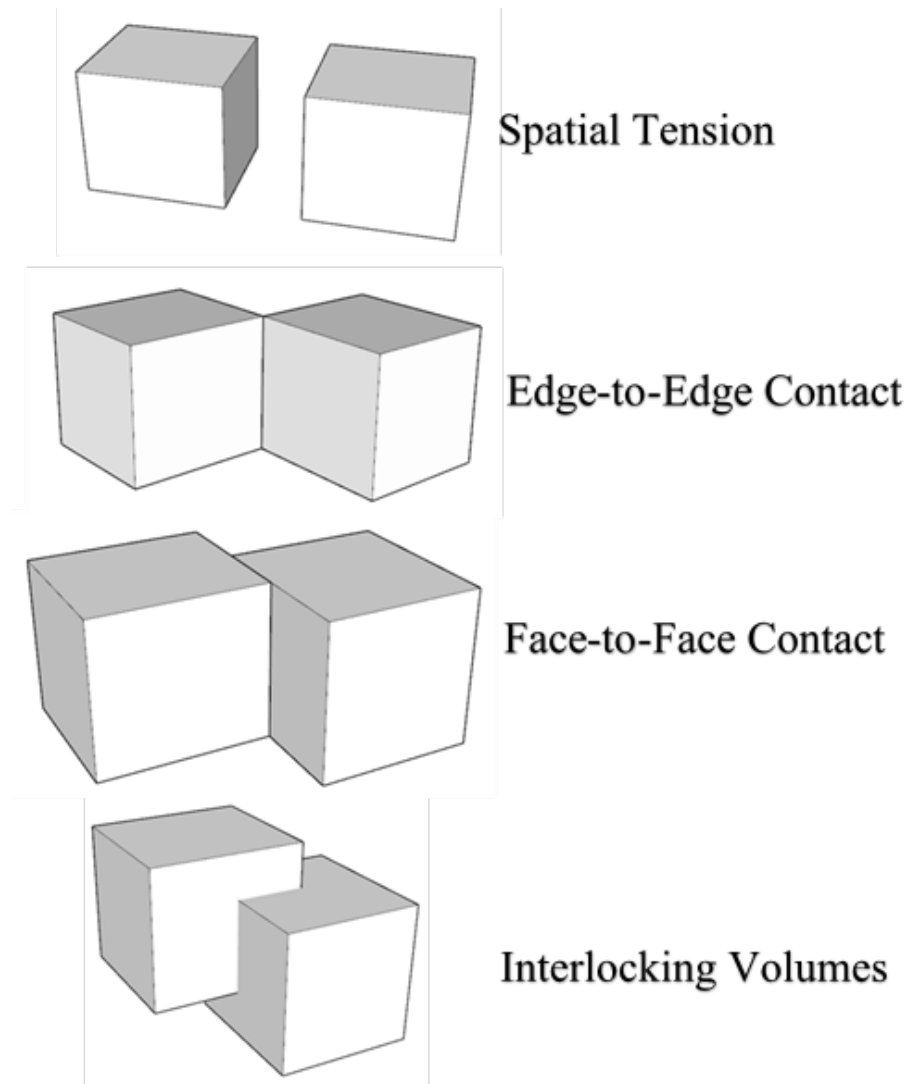 Spatial Tension
Edge-to-Edge Contact
Face-to-Face Contact
Interlocking Volumes